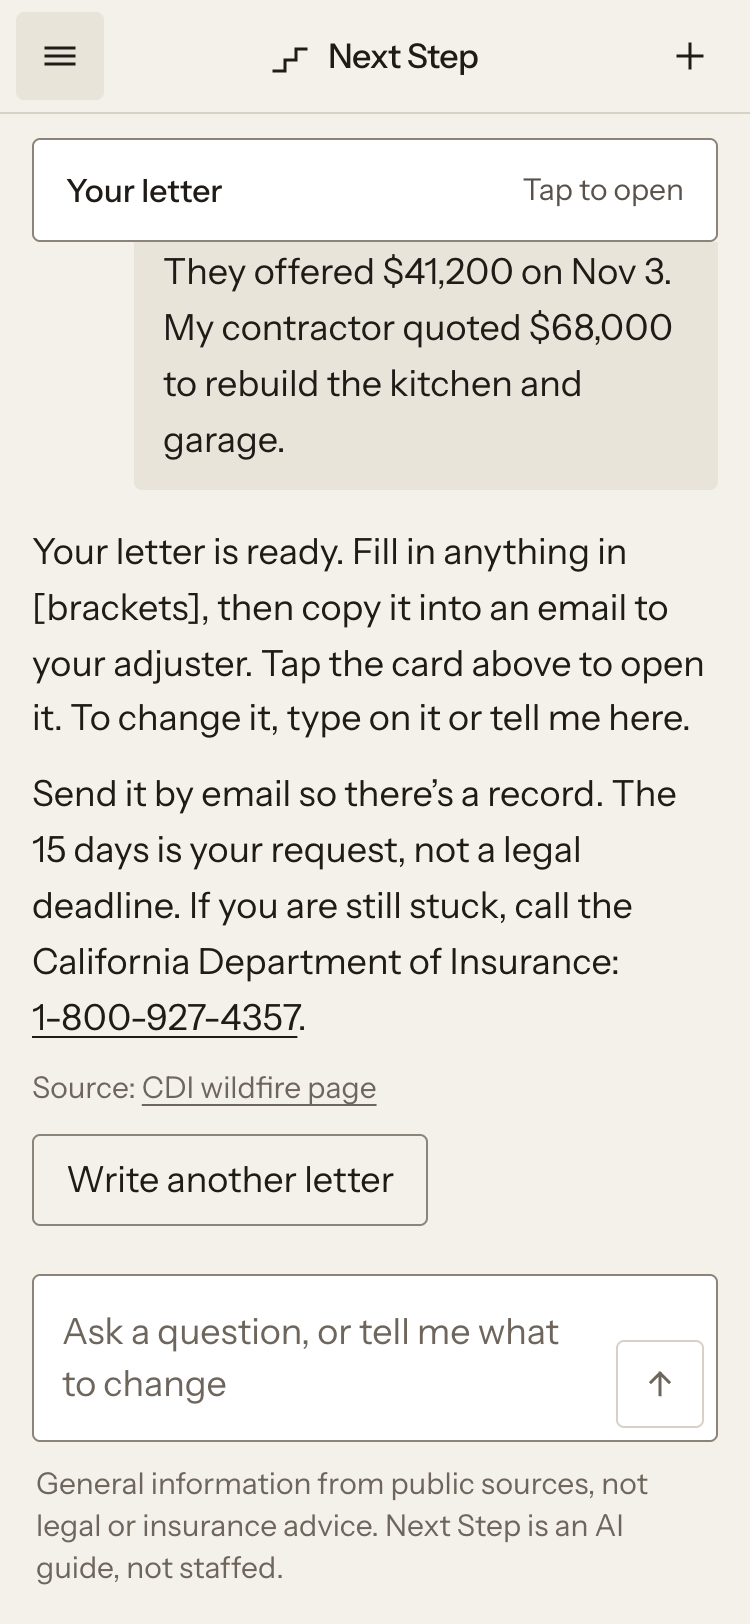 Next Step
Your letter
Tap to open
They offered $41,200 on Nov 3.
My contractor quoted $68,000
to rebuild the kitchen and
garage.
Your letter is ready. Fill in anything in
[brackets], then copy it into an email to
your adjuster. Tap the card above to open
it. To change it, type on it or tell me here.
Send it by email so there’s a record. The
15 days is your request, not a legal
deadline. If you are still stuck, call the
California Department of Insurance:
1-800-927-4357.
Source: CDI wildfire page
Write another letter
Ask a question, or tell me what
to change
General information from public sources, not
legal or insurance advice. Next Step is an AI
guide, not staffed.